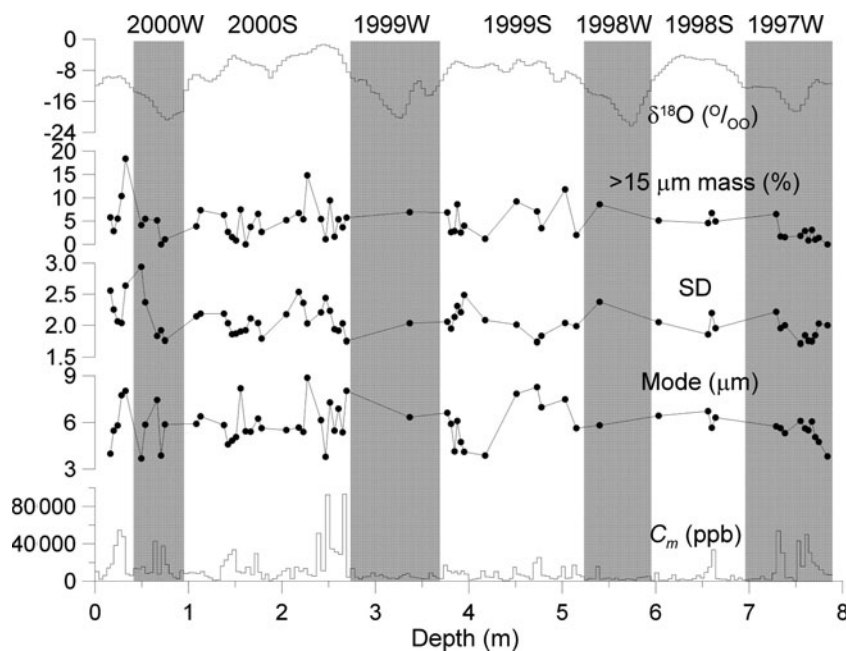 2000W 2000S 1999W 1999S 1998W 1998S 1997W
0
-8
-16
-24
δ18O (O/OO)
20
15
10
5
0
>15 μm mass (%)
3.0
2.5
2.0
1.5
SD
9
6
3
Mode (μm)
80 000
40 000
0
Cm (ppb)
0 1 2 3 4 5 6 7 8
Depth (m)